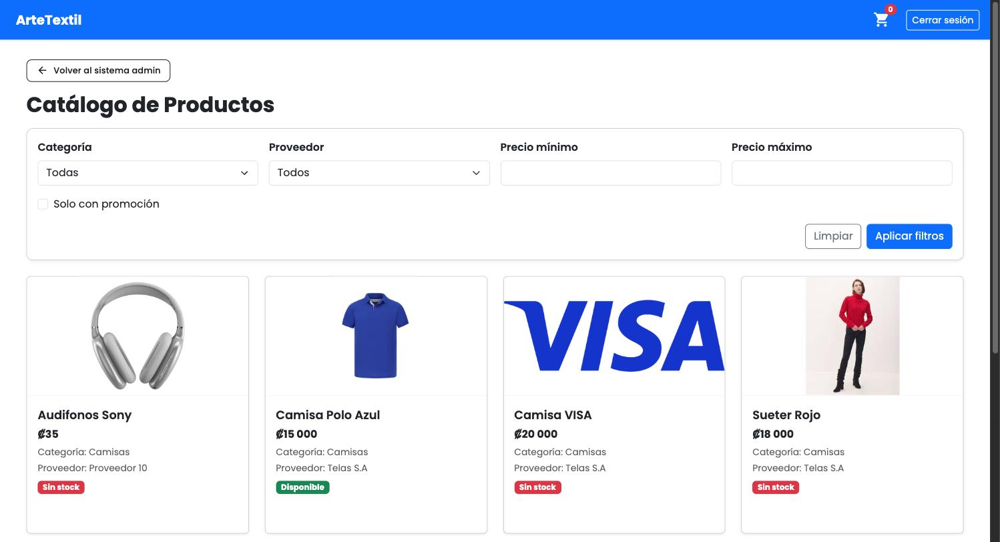 ArteTextil
0
Cerrar sesión
Volver al sistema admin
Catálogo de Productos
Categoría
Proveedor
Precio mínimo
Precio máximo
Todas
Todos
Solo con promoción
Limpiar
Aplicar filtros
VISA
Audifonos Sony
₡35
Categoría: Camisas
Proveedor: Proveedor 10
Sin stock
Camisa Polo Azul
₡15 000
Categoría: Camisas
Proveedor: Telas S.A
Disponible
Camisa VISA
₡20 000
Categoría: Camisas
Proveedor: Telas S.A
Sin stock
Sueter Rojo
₡18 000
Categoría: Camisas
Proveedor: Telas S.A
Sin stock